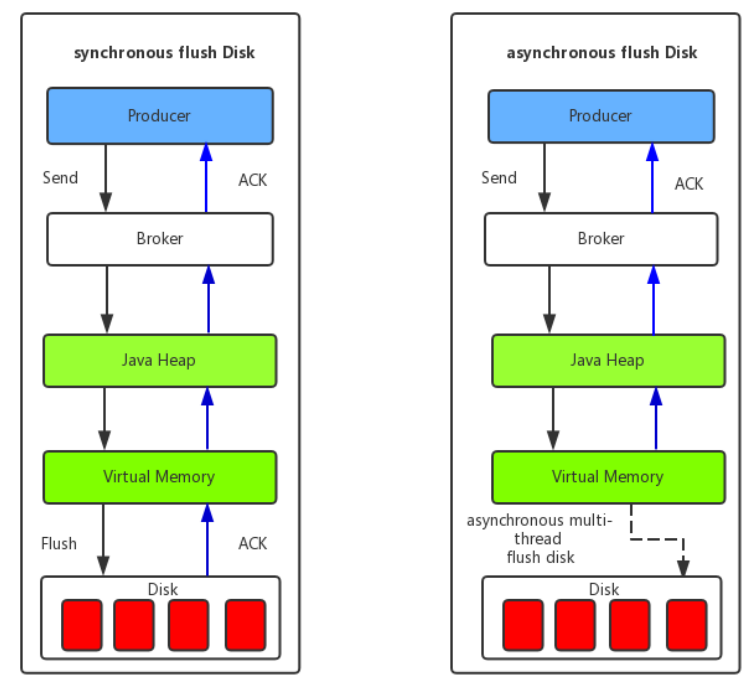 synchronous flush Disk
Producer
Send
ACK
Broker
Java Heap
Virtual Memory
Flush
ACK
Disk
asynchronous flush Disk
Producer
Send
ACK
Broker
Java Heap
Virtual Memory
asynchronous multi-
thread
flush disk
Disk